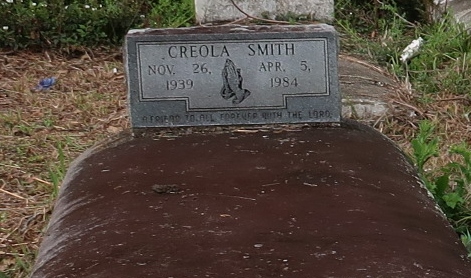 CREOLA SMITH
NOV. 26, APR. 5,
1939 1984
A FRIEND TO ALL FOREVER WITH THE LORD